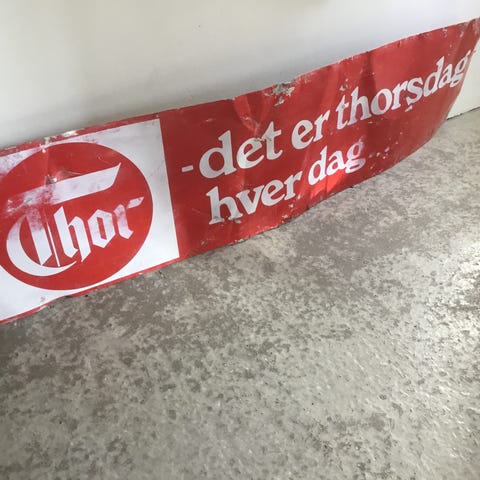 Thor
-det er thorsdag
hver dag...